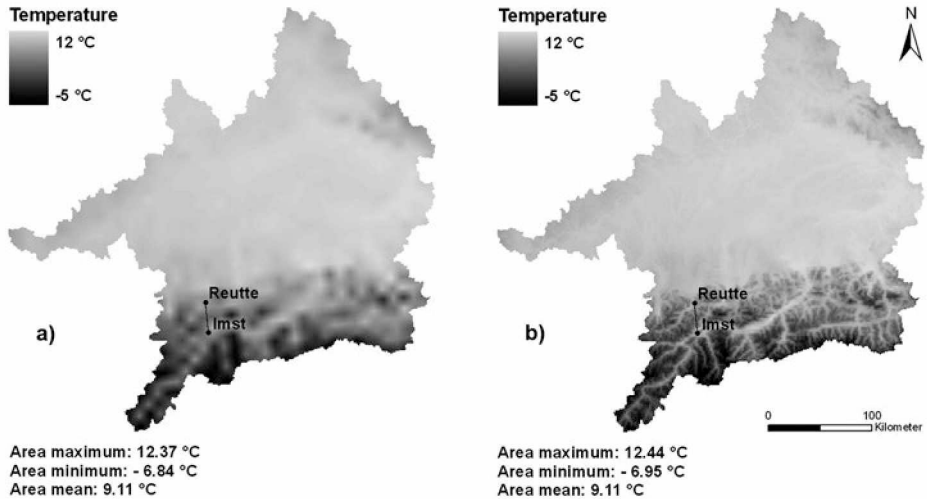 Temperature
12 °C
-5 °C
Reutte
Imst
a)
Area maximum: 12.37 °C
Area minimum: - 6.84 °C
Area mean: 9.11 °C
Temperature
12 °C
-5 °C
N
Reutte
Imst
b)
0 100
Kilometer
Area maximum: 12.44 °C
Area minimum: - 6.95 °C
Area mean: 9.11 °C